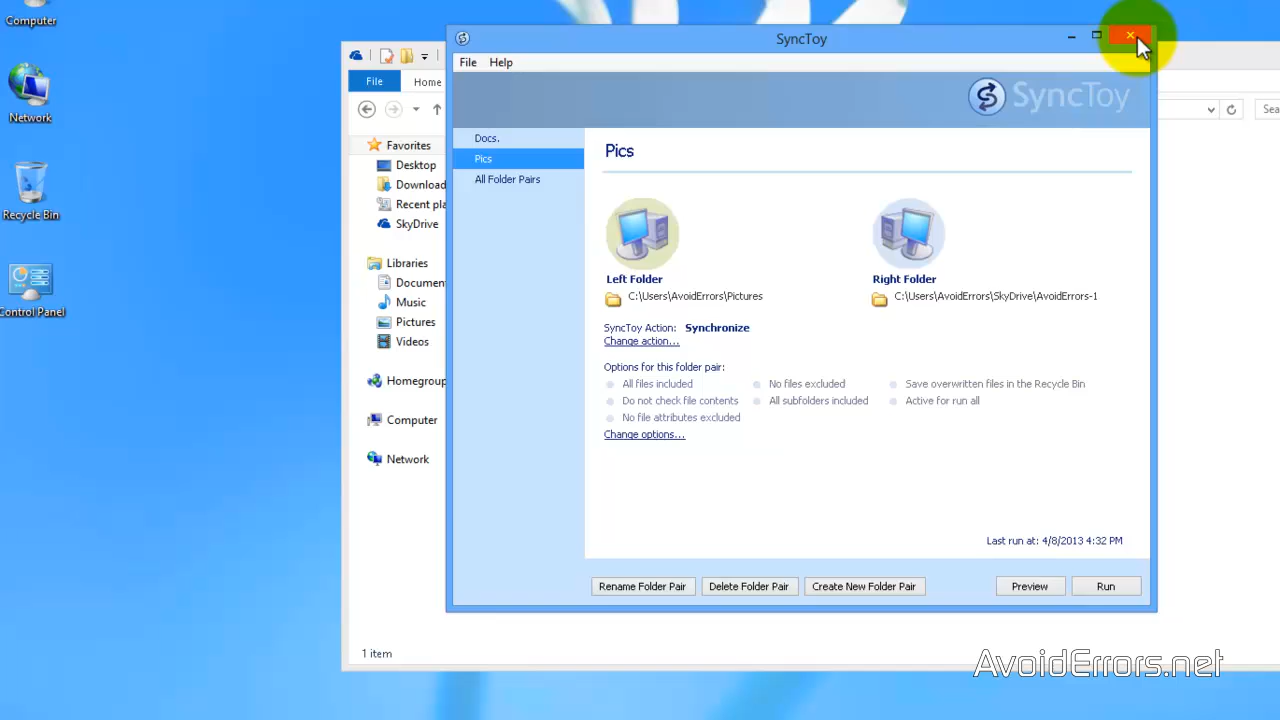 Computer
Network
Recycle Bin
Control Panel
File
Home
Favorites
Desktop
Download
Recent pla
SkyDrive
Libraries
Documen
Music
Pictures
Videos
Homegroup
Computer
Network
1 item
Sea
SyncToy
File Help
SyncToy
Docs.
Pics
All Folder Pairs
Pics
Left Folder
C:\Users\AvoidErrors\Pictures
Right Folder
C:\Users\AvoidErrors\SkyDrive\AvoidErrors-1
SyncToy Action: Synchronize
Change action...
Options for this folder pair:
All files included No files excluded Save overwritten files in the Recycle Bin
Do not check file contents All subfolders included Active for run all
No file attributes excluded
Change options...
Last run at: 4/8/2013 4:32 PM
Rename Folder Pair Delete Folder Pair Create New Folder Pair Preview Run
AvoidErrors.net